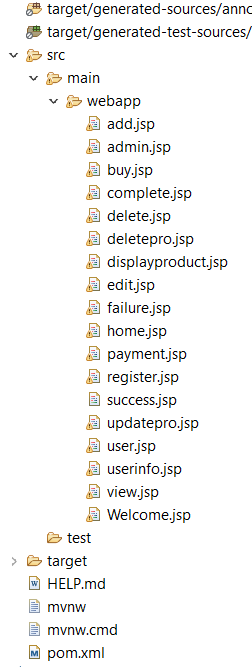 target/generated-sources/anno
target/generated-test-sources/
src
main
webapp
add.jsp
admin.jsp
buy.jsp
complete.jsp
delete.jsp
deletepro.jsp
displayproduct.jsp
edit.jsp
failure.jsp
home.jsp
payment.jsp
register.jsp
success.jsp
updatepro.jsp
user.jsp
userinfo.jsp
view.jsp
Welcome.jsp
test
target
HELP.md
mvnw
mvnw.cmd
pom.xml